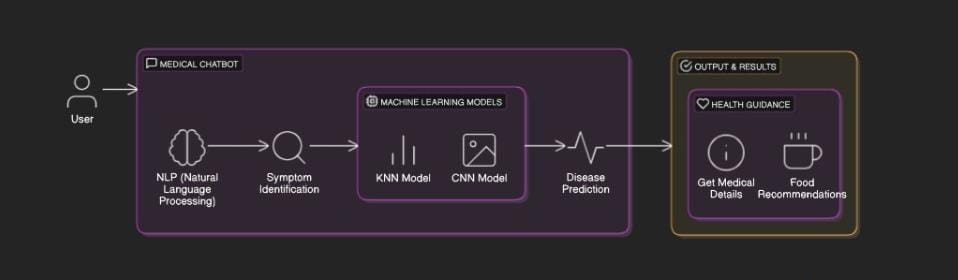 MEDICAL CHATBOT
OUTPUT & RESULTS
MACHINE LEARNING MODELS
HEALTH GUIDANCE
User
NLP (Natural
Language
Processing)
Symptom
Identification
KNN Model
CNN Model
Disease
Prediction
Get Medical
Details
Food
Recommendations